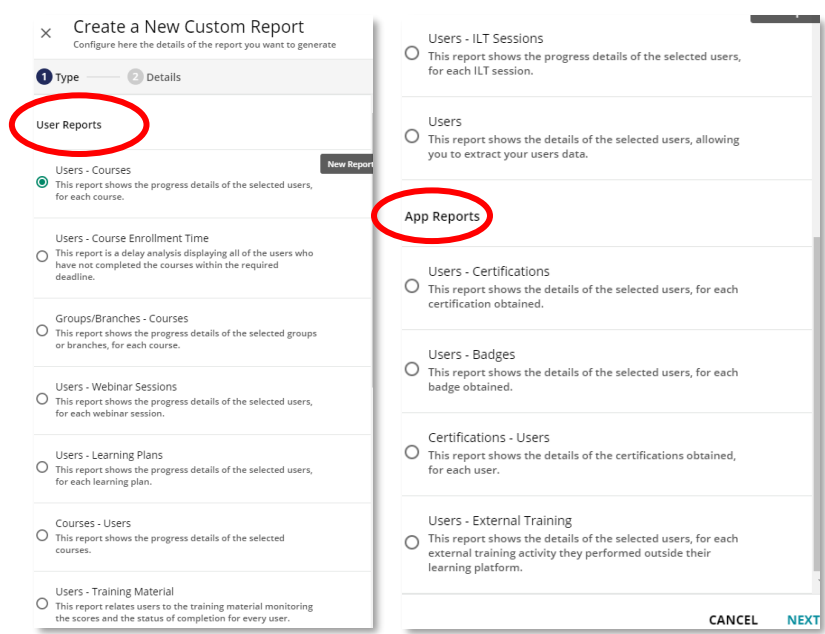 Create a New Custom Report
Configure here the details of the report you want to generate
1 Type
2 Details
User Reports
New Report
Users - Courses
This report shows the progress details of the selected users,
for each course.
Users - Course Enrollment Time
This report is a delay analysis displaying all of the users who
have not completed the courses within the required
deadline.
Groups/Branches - Courses
This report shows the progress details of the selected groups
or branches, for each course.
Users - Webinar Sessions
This report shows the progress details of the selected users,
for each webinar session.
Users - Learning Plans
This report shows the progress details of the selected users,
for each learning plan.
Courses - Users
This report shows the progress details of the selected
courses.
Users - Training Material
This report relates users to the training material monitoring
the scores and the status of completion for every user.
Users - ILT Sessions
This report shows the progress details of the selected users,
for each ILT session.
Users
This report shows the details of the selected users, allowing
you to extract your users data.
App Reports
Users - Certifications
This report shows the details of the selected users, for each
certification obtained.
Users - Badges
This report shows the details of the selected users, for each
badge obtained.
Certifications - Users
This report shows the details of the certifications obtained,
for each user.
Users - External Training
This report shows the details of the selected users, for each
external training activity they performed outside their
learning platform.
CANCEL NEXT